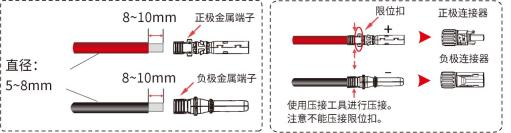 8~10mm
正极金属端子
直径：
5~8mm
8~10mm
负极金属端子
限位扣
正极连接器
+
负极连接器
−
使用压接工具进行压接。
注意不能压接限位扣。